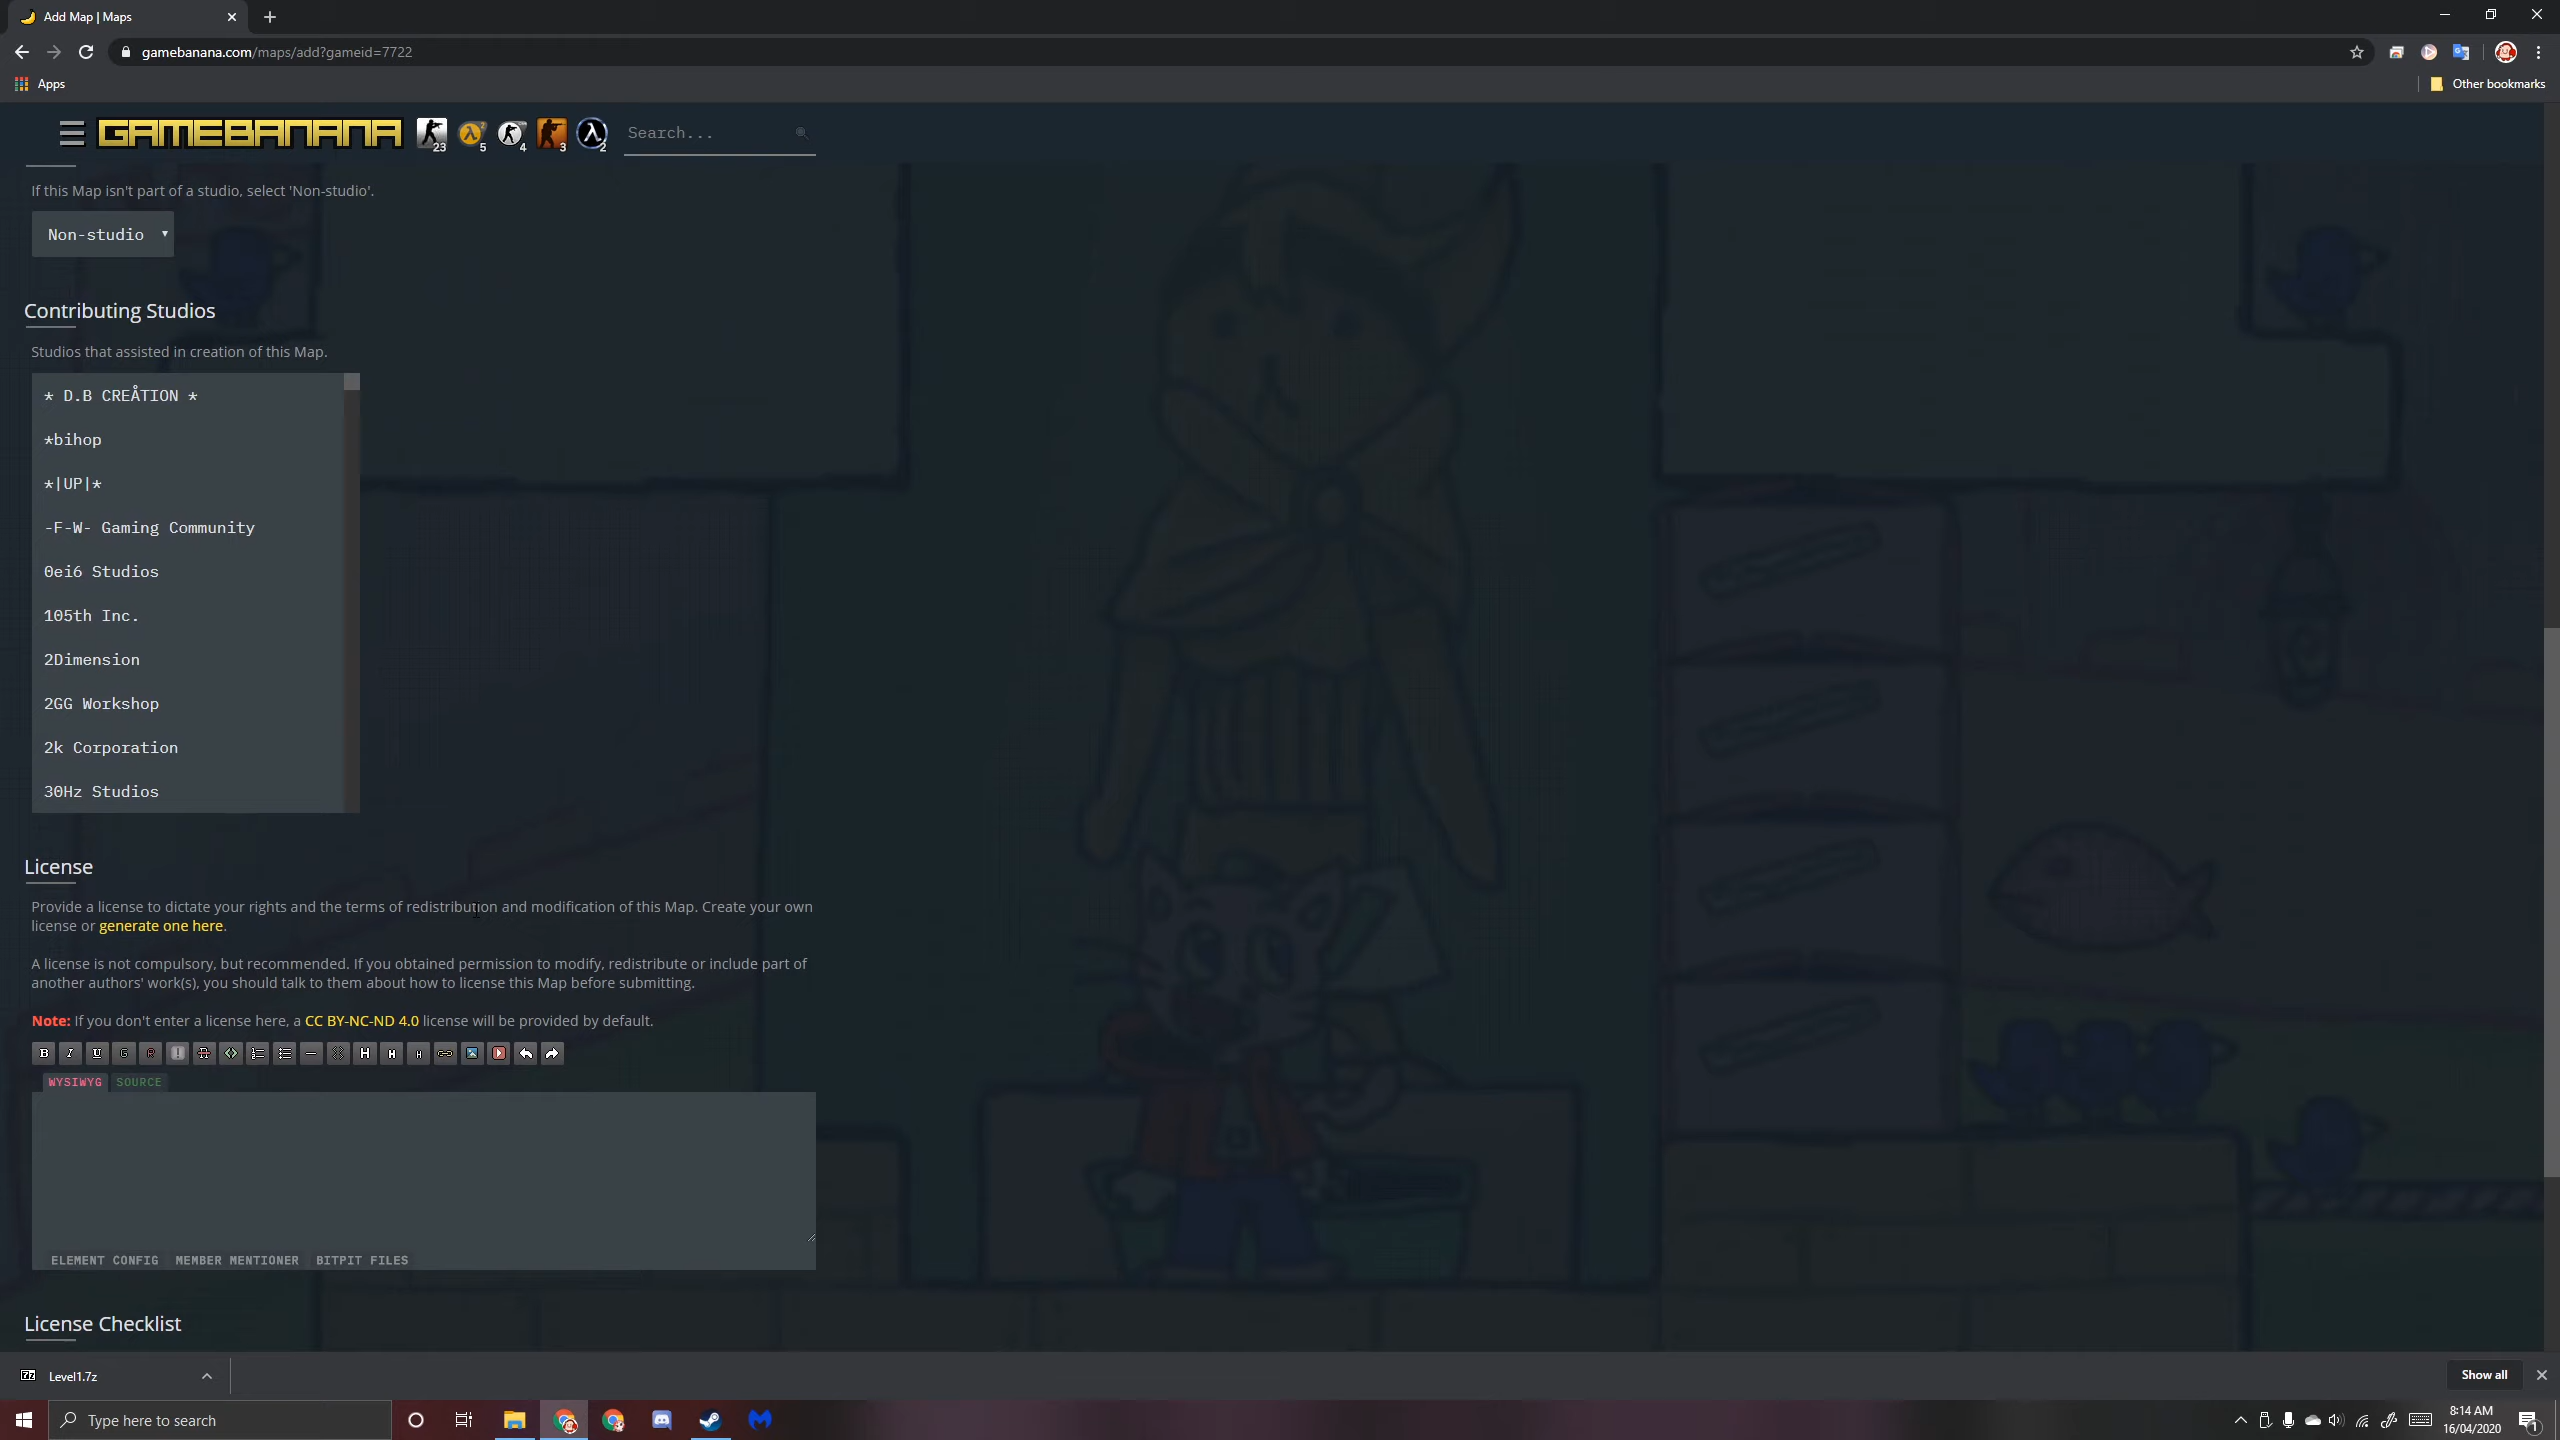 Add Map | Maps
gamebanana.com/maps/add?gameid=7722
Apps
Other bookmarks
GAMEBANANA
23
5
4
3
2
Search...
If this Map isn't part of a studio, select 'Non-studio'.
Non-studio
Contributing Studios
Studios that assisted in creation of this Map.
* D.B CREÅTION *
*bihop
*|UP|*
-F-W- Gaming Community
0ei6 Studios
105th Inc.
2Dimension
2GG Workshop
2k Corporation
30Hz Studios
License
Provide a license to dictate your rights and the terms of redistribution and modification of this Map. Create your own
license or generate one here.
A license is not compulsory, but recommended. If you obtained permission to modify, redistribute or include part of
another authors' work(s), you should talk to them about how to license this Map before submitting.
Note: If you don't enter a license here, a CC BY-NC-ND 4.0 license will be provided by default.
B I U G R ! H H H
WYSIWYG SOURCE
ELEMENT CONFIG MEMBER MENTIONER BITPIT FILES
License Checklist
7z Level1.7z
Show all
Type here to search
8:14 AM
16/04/2020
1